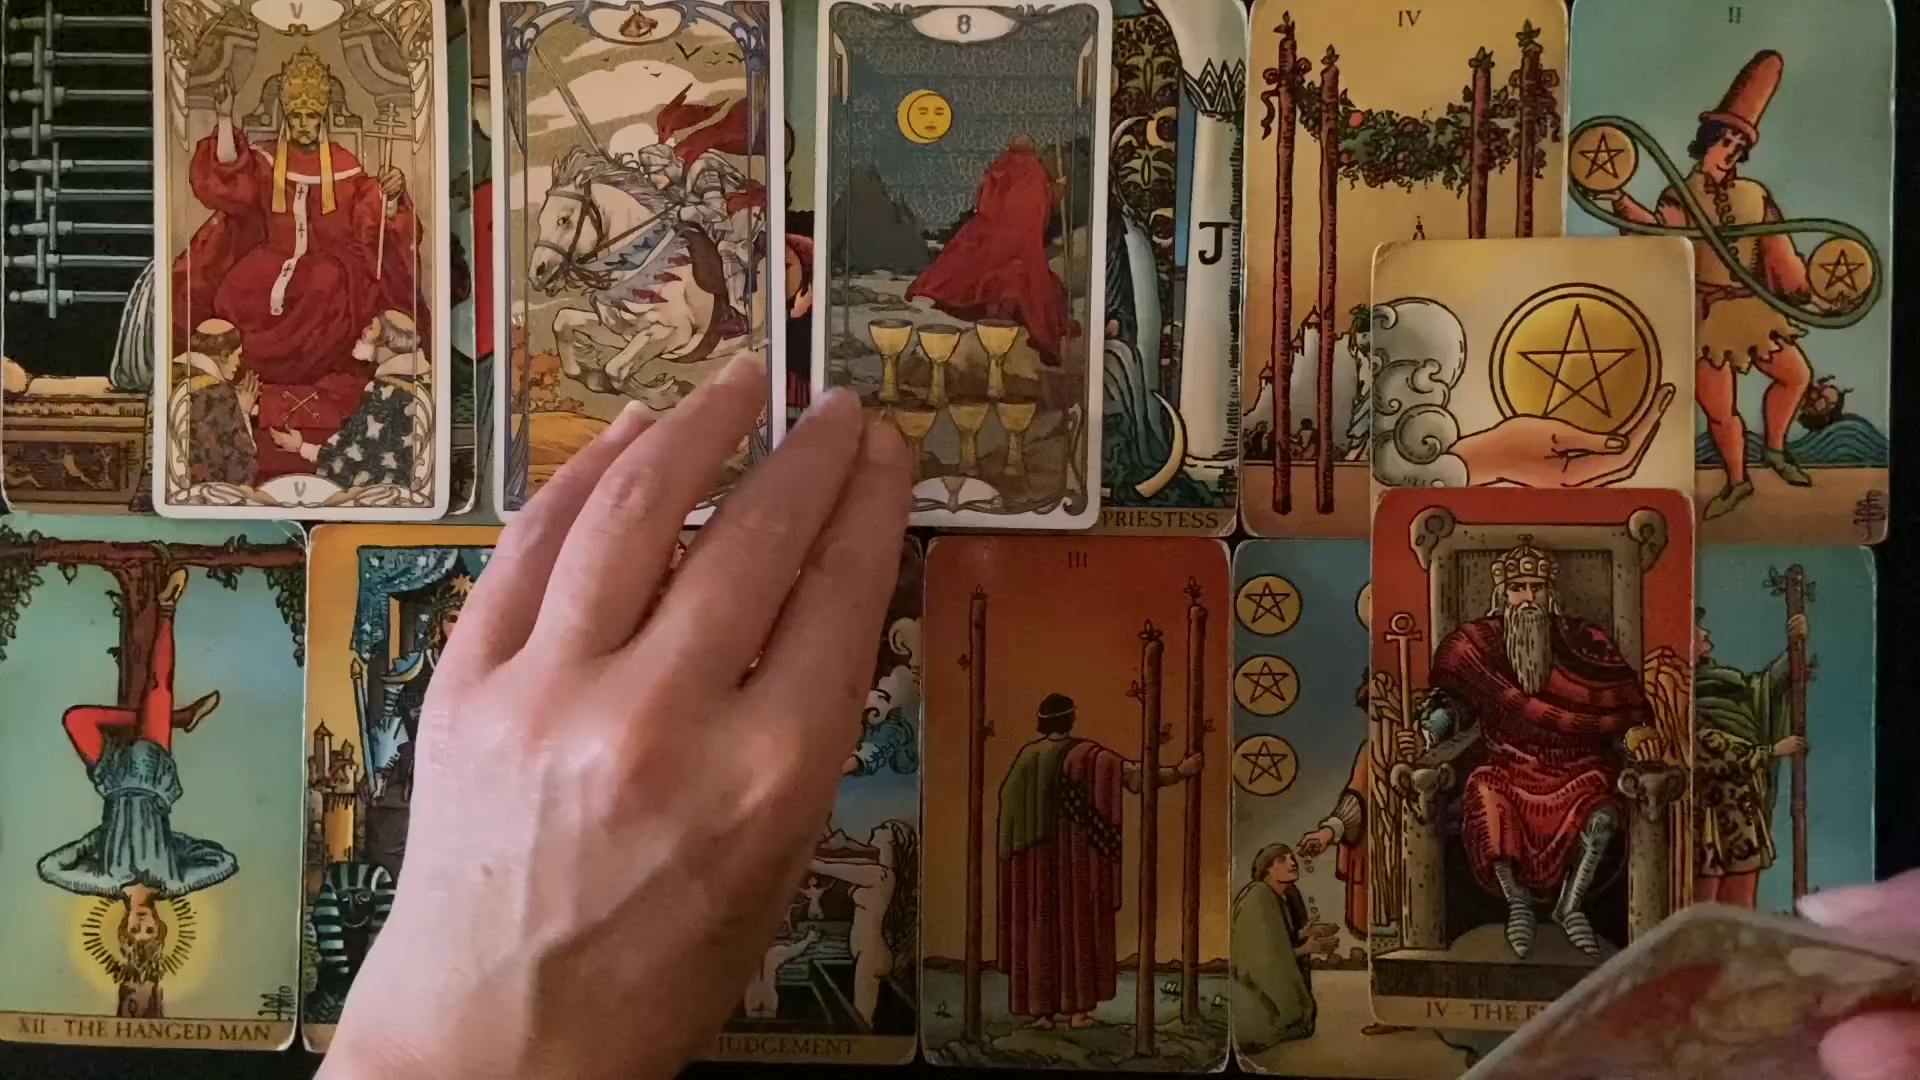 V
8
IV
II
J
PRIESTESS
V
III
XII - THE HANGED MAN
JUDGEMENT
IV - THE E